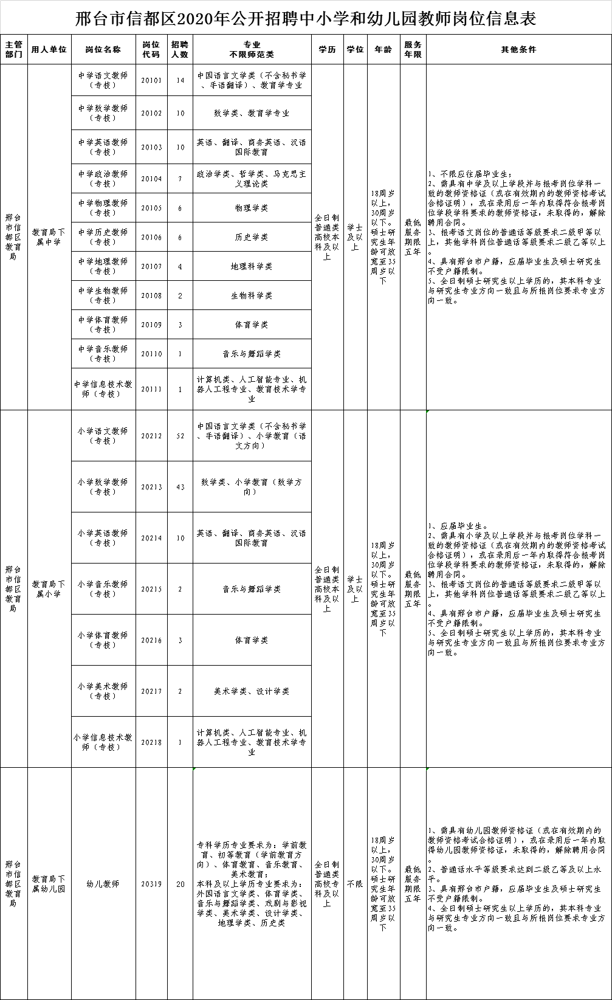 邢台市信都区2020年公开招聘中小学和幼儿园教师岗位信息表
主管
部门
用人单位
岗位名称
岗位
代码
招聘
人数
专业
不限师范类
学历
学位
年龄
服务
年限
其他条件
邢台
市信
都区
教育
局
教育局下
属中学
中学语文教师
（专技）
20101
14
中国语言文学类（不含秘书学
、手语翻译）、教育学专业
中学数学教师
（专技）
20102
10
数学类、教育学专业
中学英语教师
（专技）
20103
10
英语、翻译、商务英语、汉语
国际教育
中学政治教师
（专技）
20104
7
政治学类、哲学类、马克思主
义理论类
中学物理教师
（专技）
20105
6
物理学类
中学历史教师
（专技）
20106
6
历史学类
中学地理教师
（专技）
20107
4
地理科学类
中学生物教师
（专技）
20108
2
生物科学类
中学体育教师
（专技）
20109
3
体育学类
中学音乐教师
（专技）
20110
1
音乐与舞蹈学类
中学信息技术教
师（专技）
20111
1
计算机类、人工智能专业、机
器人工程专业、教育技术学专
业
全日制
普通类
高校本
科及以
上
学士
及以
上
18周岁
以上，
30周岁
以下。
硕士研
究生年
龄可放
宽至35
周岁以
下
最低
服务
期限
五年
1、不限应往届毕业生；
2、需具有中学及以上学段并与报考岗位学科一
致的教师资格证（或在有效期内的教师资格考试
合格证明），或在录用后一年内取得符合报考岗
位学段学科要求的教师资格证，未取得的，解除
聘用合同。
3、报考语文岗位的普通话等级要求二级甲等以
上，其他学科岗位普通话等级要求二级乙等以上
。
4、具有邢台市户籍，应届毕业生及硕士研究生
不受户籍限制。
5、全日制硕士研究生以上学历的，其本科专业
与研究生专业方向一致且与所报岗位要求专业方
向一致。
邢台
市信
都区
教育
局
教育局下
属小学
小学语文教师
（专技）
20212
52
中国语言文学类（不含秘书学
、手语翻译）、小学教育（语
文方向）
小学数学教师
（专技）
20213
43
数学类、小学教育（数学方
向）
小学英语教师
（专技）
20214
10
英语、翻译、商务英语、汉语
国际教育
小学音乐教师
（专技）
20215
2
音乐与舞蹈学类
小学体育教师
（专技）
20216
3
体育学类
小学美术教师
（专技）
20217
2
美术学类、设计学类
小学信息技术教
师（专技）
20218
1
计算机类、人工智能专业、机
器人工程专业、教育技术学专
业
全日制
普通类
高校本
科及以
上
学士
及以
上
18周岁
以上，
30周岁
以下。
硕士研
究生年
龄可放
宽至35
周岁以
下
最低
服务
期限
五年
1、应届毕业生。
2、需具有小学及以上学段并与报考岗位学科一
致的教师资格证（或在有效期内的教师资格考试
合格证明），或在录用后一年内取得符合报考岗
位学段学科要求的教师资格证，未取得的，解除
聘用合同。
3、报考语文岗位的普通话等级要求二级甲等以
上，其他学科岗位普通话等级要求二级乙等以上
。
4、具有邢台市户籍，应届毕业生及硕士研究生
不受户籍限制。
5、全日制硕士研究生以上学历的，其本科专业
与研究生专业方向一致且与所报岗位要求专业方
向一致。
邢台
市信
都区
教育
局
教育局下
属幼儿园
幼儿教师
20319
20
专科学历专业要求为：学前教
育、初等教育（学前教育方
向）、体育教育、音乐教育、
美术教育；
本科及以上学历专业要求为：
外国语言文学类、体育学类、
音乐与舞蹈学类、戏剧与影视
学类、美术学类、设计学类、
地理学类、历史类
全日制
普通类
高校专
科及以
上
不限
18周岁
以上，
30周岁
以下。
硕士研
究生年
龄可放
宽至35
周岁以
下
最低
服务
期限
五年
1、需具有幼儿园教师资格证（或在有效期内的
教师资格考试合格证明），或在录用后一年内取
得幼儿园教师资格证，未取得的，解除聘用合同
。
2、普通话水平等级要求达到二级乙等及以上水
平。
3、具有邢台市户籍，应届毕业生及硕士研究生
不受户籍限制。
4、全日制硕士研究生以上学历的，其本科专业
与研究生专业方向一致且与所报岗位要求专业方
向一致。